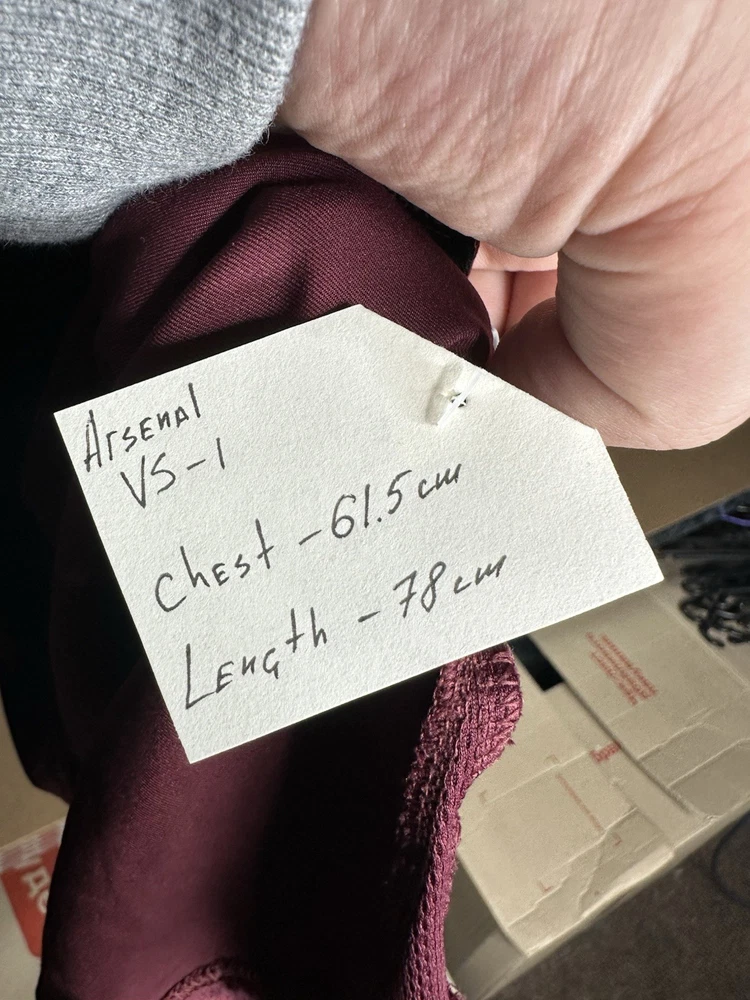 Arsenal
VS-1
Chest - 61.5 cm
Length - 78 cm